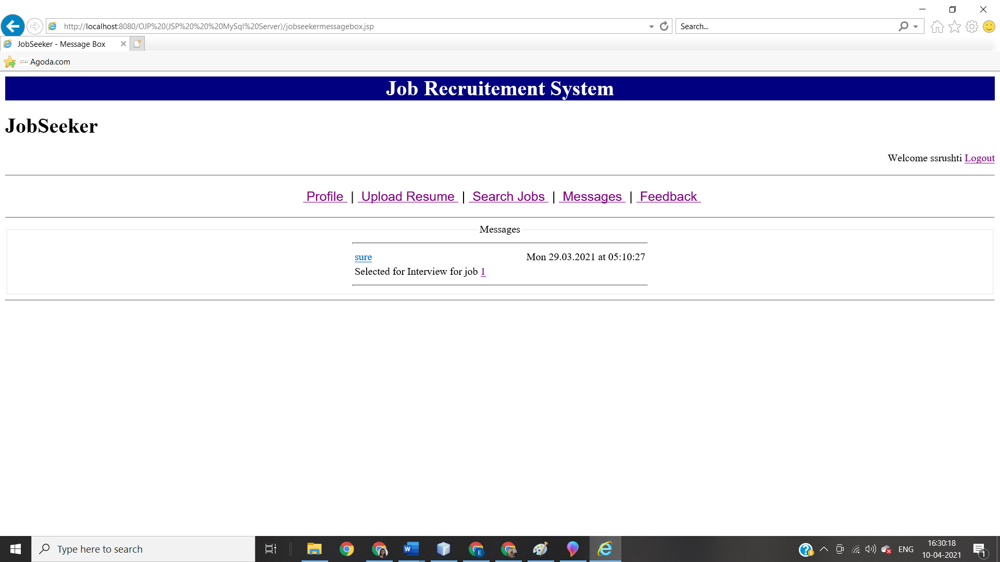 http://localhost:8080/OJP%20(JSP%20%20%20MySql%20Server)/jobseekermessagebox.jsp
Search...
JobSeeker - Message Box
Agoda.com
Job Recruitement System
JobSeeker
Welcome ssrushti Logout
Profile | Upload Resume | Search Jobs | Messages | Feedback
Messages
sure Mon 29.03.2021 at 05:10:27
Selected for Interview for job 1
Type here to search
ENG
16:30:18
10-04-2021
1